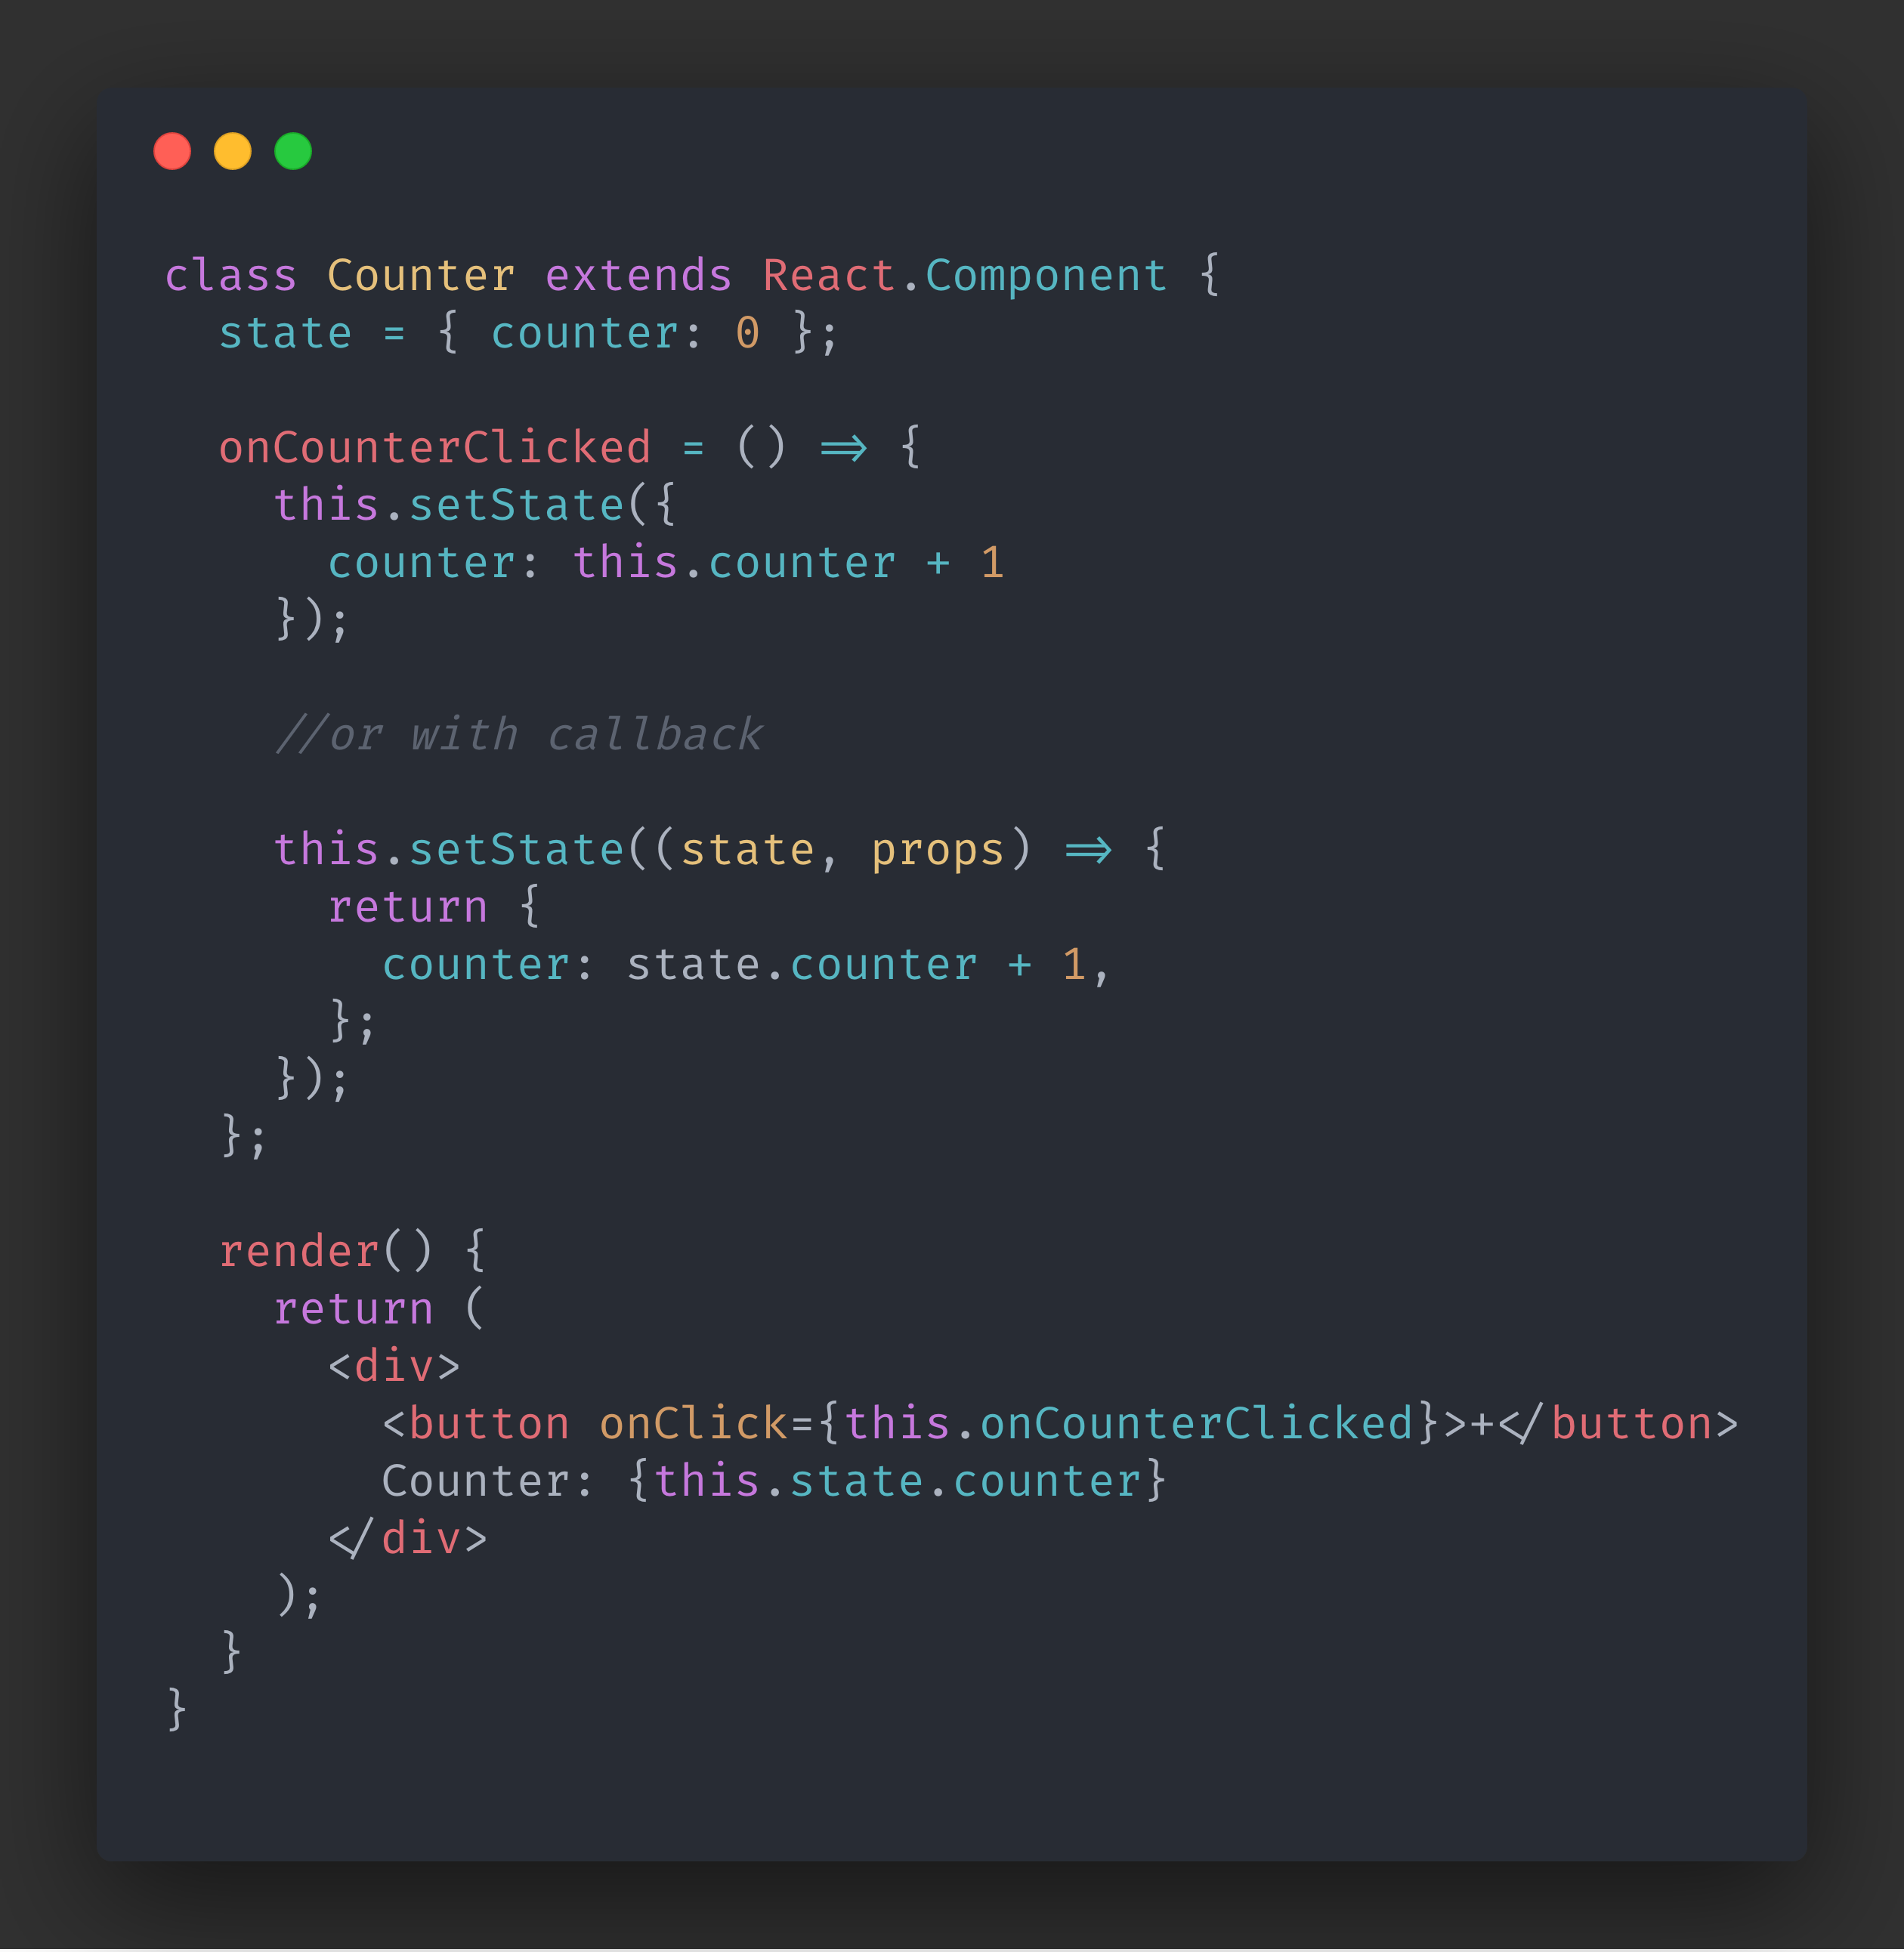 class Counter extends React.Component {
  state = { counter: 0 };

  onCounterClicked = () => {
    this.setState({
      counter: this.counter + 1
    });

    //or with callback

    this.setState((state, props) => {
      return {
        counter: state.counter + 1,
      };
    });
  };

  render() {
    return (
      <div>
        <button onClick={this.onCounterClicked}>+</button>
        Counter: {this.state.counter}
      </div>
    );
  }
}